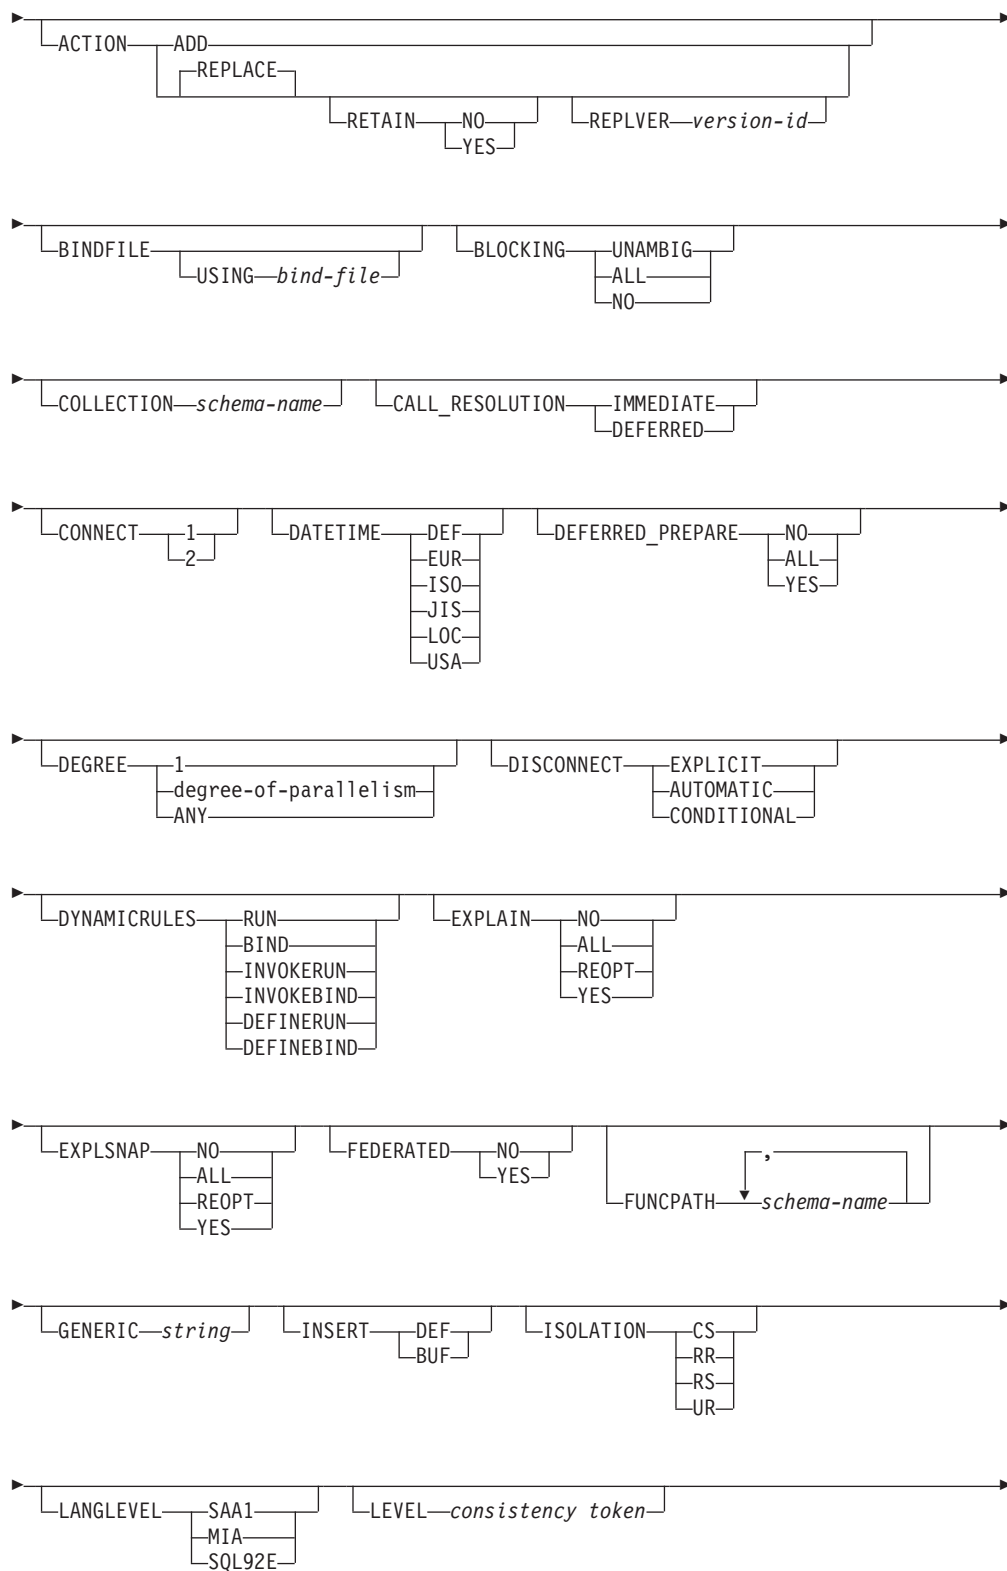 ACTION ADD
REPLACE
RETAIN NO REPLVER version-id
YES
BINDFILE BLOCKING UNAMBIG
USING bind-file ALL
NO
COLLECTION schema-name CALL_RESOLUTION IMMEDIATE
DEFERRED
CONNECT 1 DATETIME DEF DEFERRED_PREPARE NO
2 EUR ALL
ISO YES
JIS
LOC
USA
DEGREE 1 DISCONNECT EXPLICIT
degree-of-parallelism AUTOMATIC
ANY CONDITIONAL
DYNAMICRULES RUN EXPLAIN NO
BIND ALL
INVOKERUN REOPT
INVOKEBIND YES
DEFINERUN
DEFINEBIND
EXPLSNAP NO FEDERATED NO ,
ALL YES
REOPT FUNCPATH schema-name
YES
GENERIC string INSERT DEF ISOLATION CS
BUF RR
RS
UR
LANGLEVEL SAA1 LEVEL consistency token
MIA
SQL92E